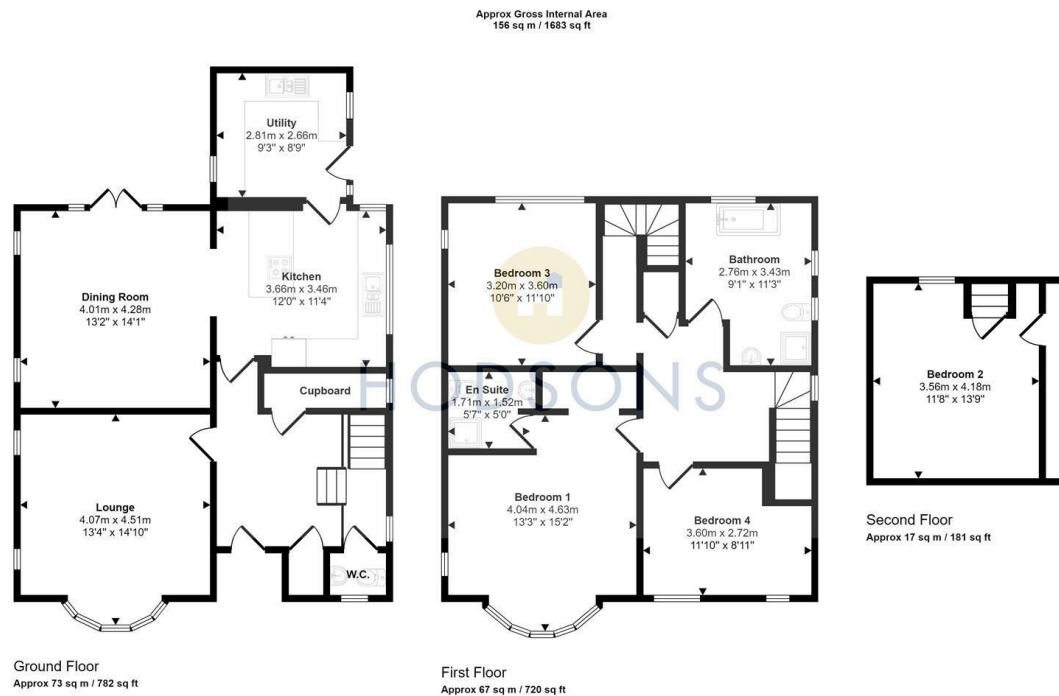 Approx Gross Internal Area
156 sq m / 1683 sq ft
Utility
2.81m x 2.66m
9'3" x 8'9"
Kitchen
3.66m x 3.46m
12'0" x 11'4"
Dining Room
4.01m x 4.28m
13'2" x 14'1"
Cupboard
Lounge
4.07m x 4.51m
13'4" x 14'10"
W.C.
Ground Floor
Approx 73 sq m / 782 sq ft
Bedroom 3
3.20m x 3.60m
10'6" x 11'10"
Bathroom
2.76m x 3.43m
9'1" x 11'3"
HODSONS
En Suite
1.71m x 1.52m
5'7" x 5'0"
Bedroom 1
4.04m x 4.63m
13'3" x 15'2"
Bedroom 4
3.60m x 2.72m
11'10" x 8'11"
First Floor
Approx 67 sq m / 720 sq ft
Bedroom 2
3.56m x 4.18m
11'8" x 13'9"
Second Floor
Approx 17 sq m / 181 sq ft